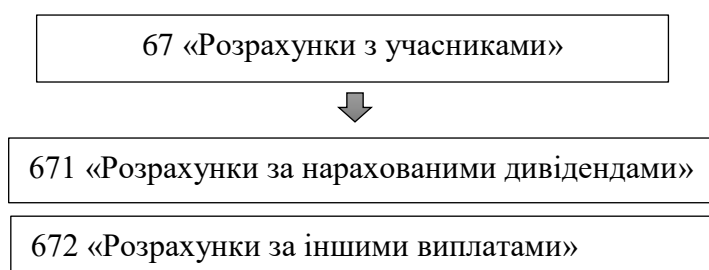 67 «Розрахунки з учасниками»
671 «Розрахунки за нарахованими дивідендами»
672 «Розрахунки за іншими виплатами»